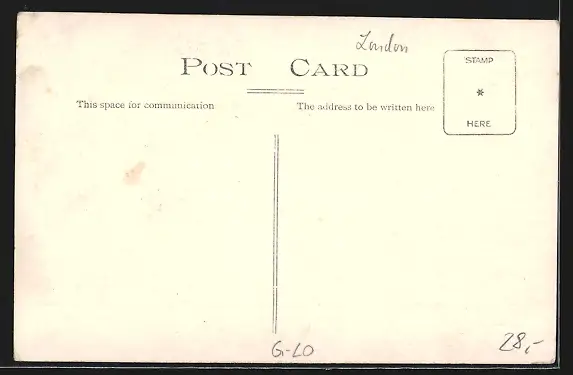 London
POST CARD
STAMP
*
HERE
This space for communication
The address to be written here
G-LO
28,-